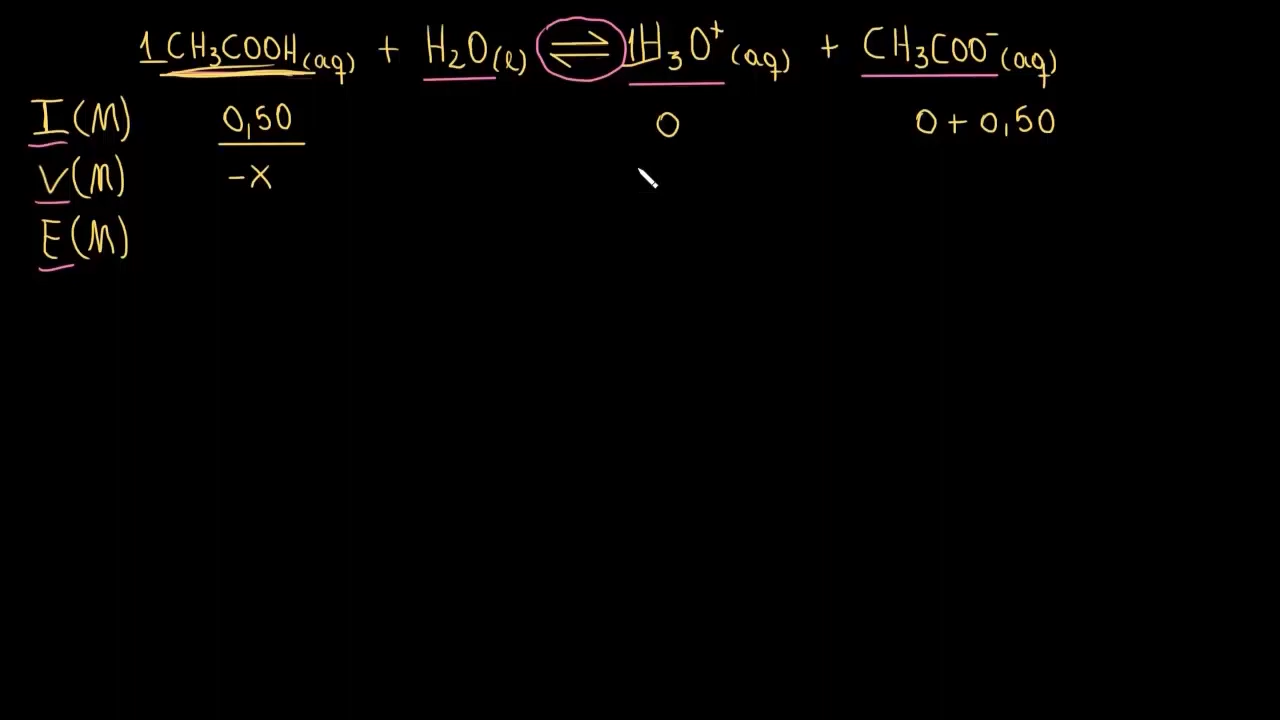 1CH₃COOH(aq) + H₂O(l) ⇌ 1H₃O⁺(aq) + CH₃COO⁻(aq)
I(M) 0,50 0 0 + 0,50
V(M) -x
E(M)